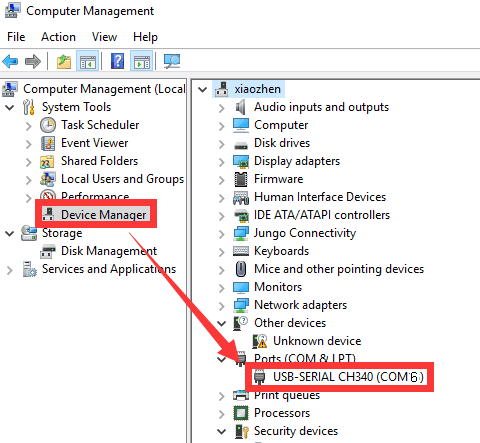 Computer Management
File Action View Help
Computer Management (Local
System Tools
Task Scheduler
Event Viewer
Shared Folders
Local Users and Groups
Performance
Device Manager
Storage
Disk Management
Services and Applications
xiaozhen
Audio inputs and outputs
Computer
Disk drives
Display adapters
Firmware
Human Interface Devices
IDE ATA/ATAPI controllers
Jungo Connectivity
Keyboards
Mice and other pointing devices
Monitors
Network adapters
Other devices
Unknown device
Ports (COM & LPT)
USB-SERIAL CH340 (COM6)
Print queues
Processors
Security devices